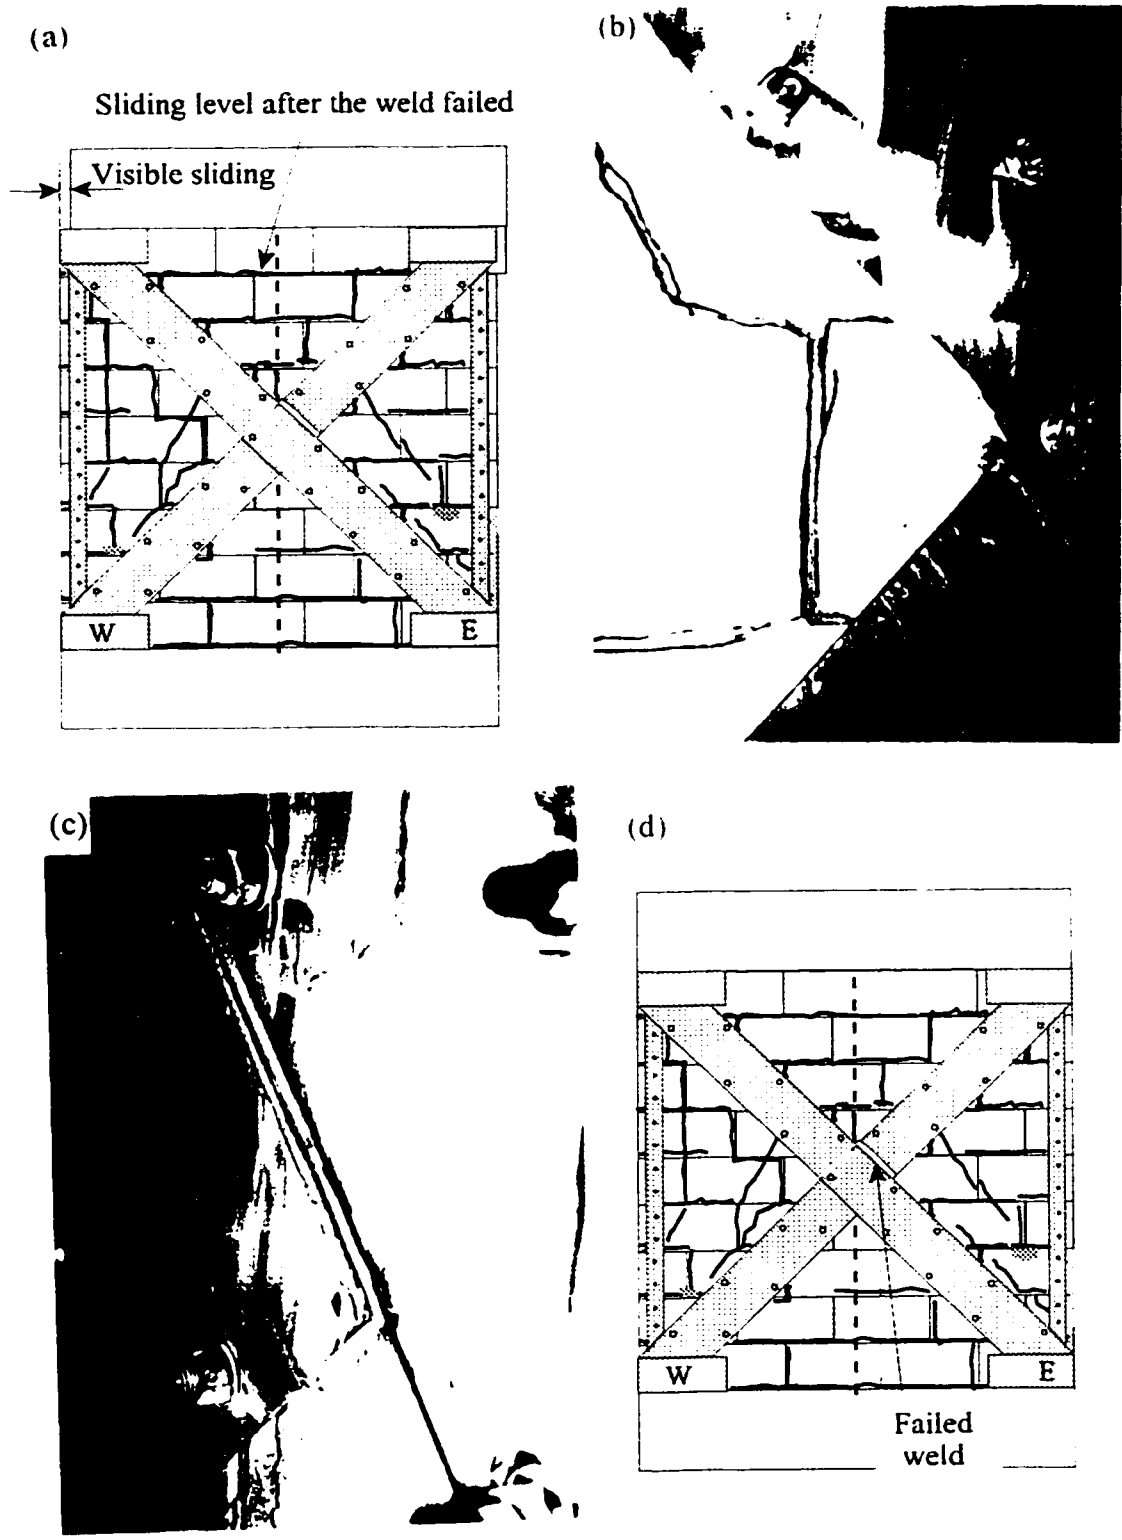 (a)
Sliding level after the weld failed
Visible sliding
W
E
(b)
(c)
(d)
W
E
Failed
weld